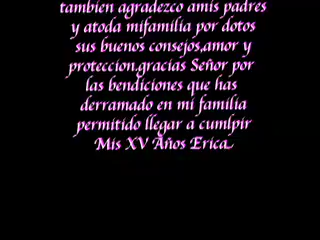 tambien agradezco amis padres
y atoda mifamilia por dotos
sus buenos consejos,amor y
proteccion,gracias Señor por
las bendiciones que has
derramado en mi familia
permitido llegar a cumlpir
Mis XV Años Erica